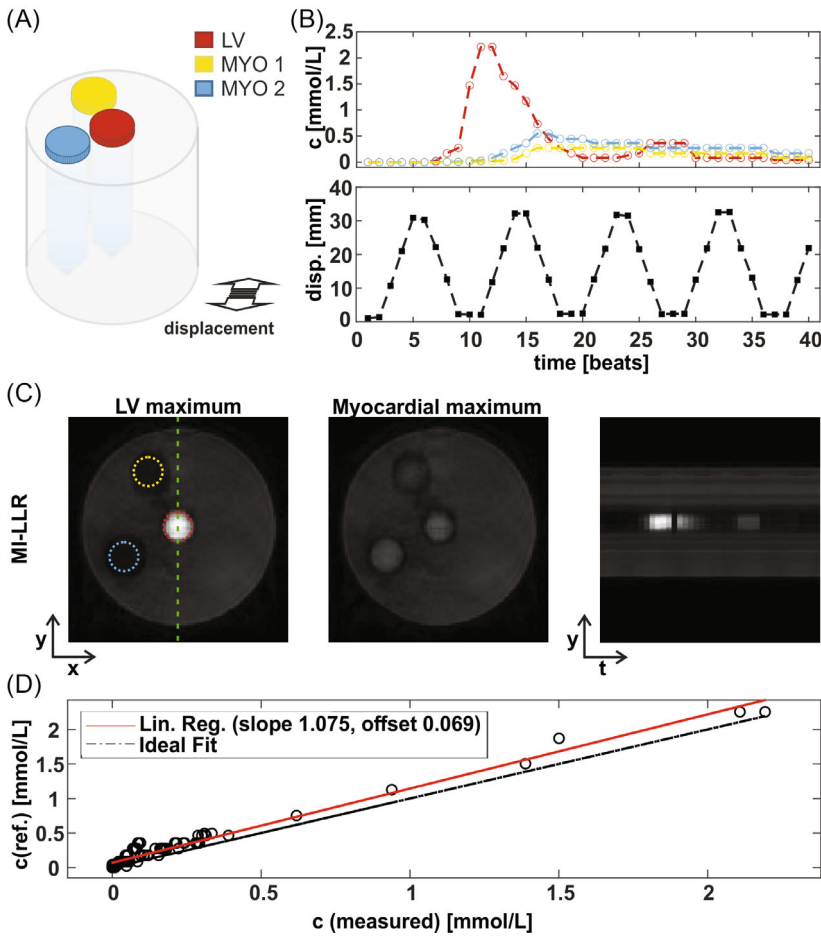 (A)
LV
MYO 1
MYO 2
displacement
(B)
c [mmol/L]
2.5
2
1.5
1
0.5
0
disp. [mm]
40
30
20
10
0
0 5 10 15 20 25 30 35 40
time [beats]
(C)
LV maximum
Myocardial maximum
MI-LLR
y
x
y
t
(D)
c(ref.) [mmol/L]
2
1.5
1
0.5
0
Lin. Reg. (slope 1.075, offset 0.069)
Ideal Fit
0 0.5 1 1.5 2
c (measured) [mmol/L]